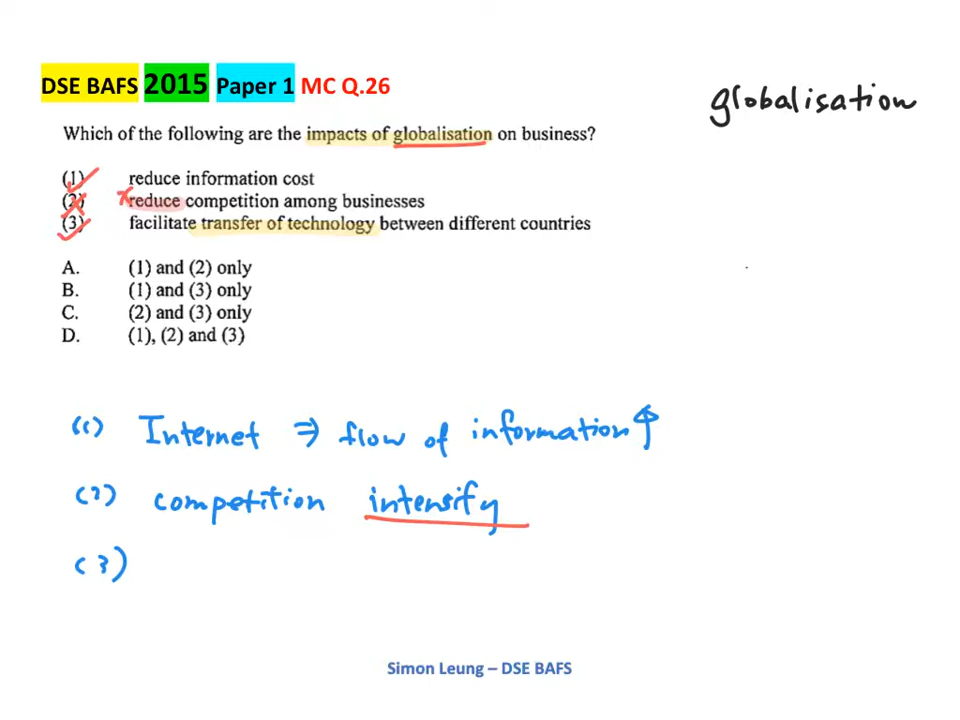 DSE BAFS 2015 Paper 1 MC Q.26
globalisation
Which of the following are the impacts of globalisation on business?
(1) reduce information cost
(2) reduce competition among businesses
(3) facilitate transfer of technology between different countries
A. (1) and (2) only
B. (1) and (3) only
C. (2) and (3) only
D. (1), (2) and (3)
(1) Internet ⇒ flow of information ↑
(2) competition intensify
(3)
Simon Leung – DSE BAFS